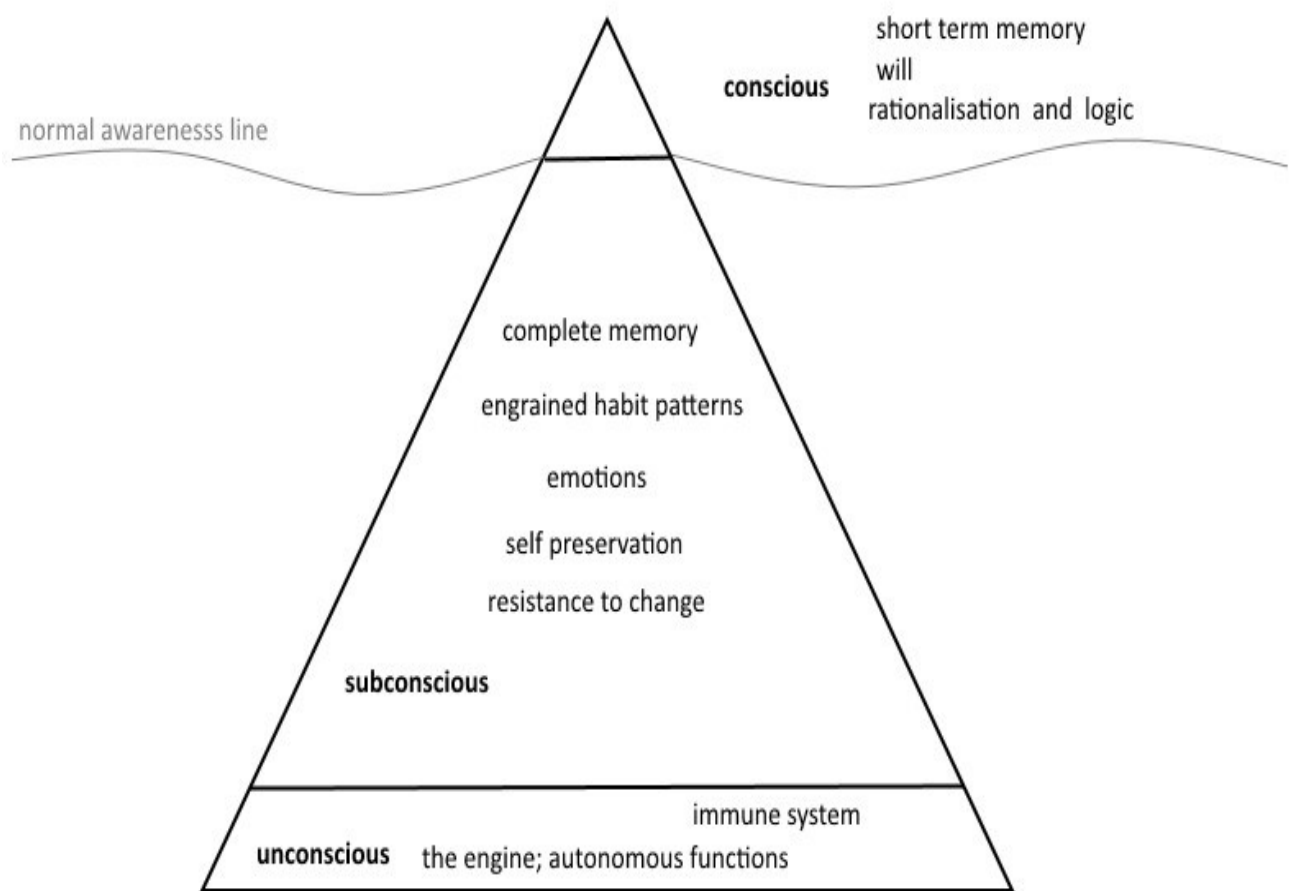 short term memory
conscious will
rationalisation and logic
normal awarenesss line
complete memory
engrained habit patterns
emotions
self preservation
resistance to change
subconscious
immune system
unconscious the engine; autonomous functions